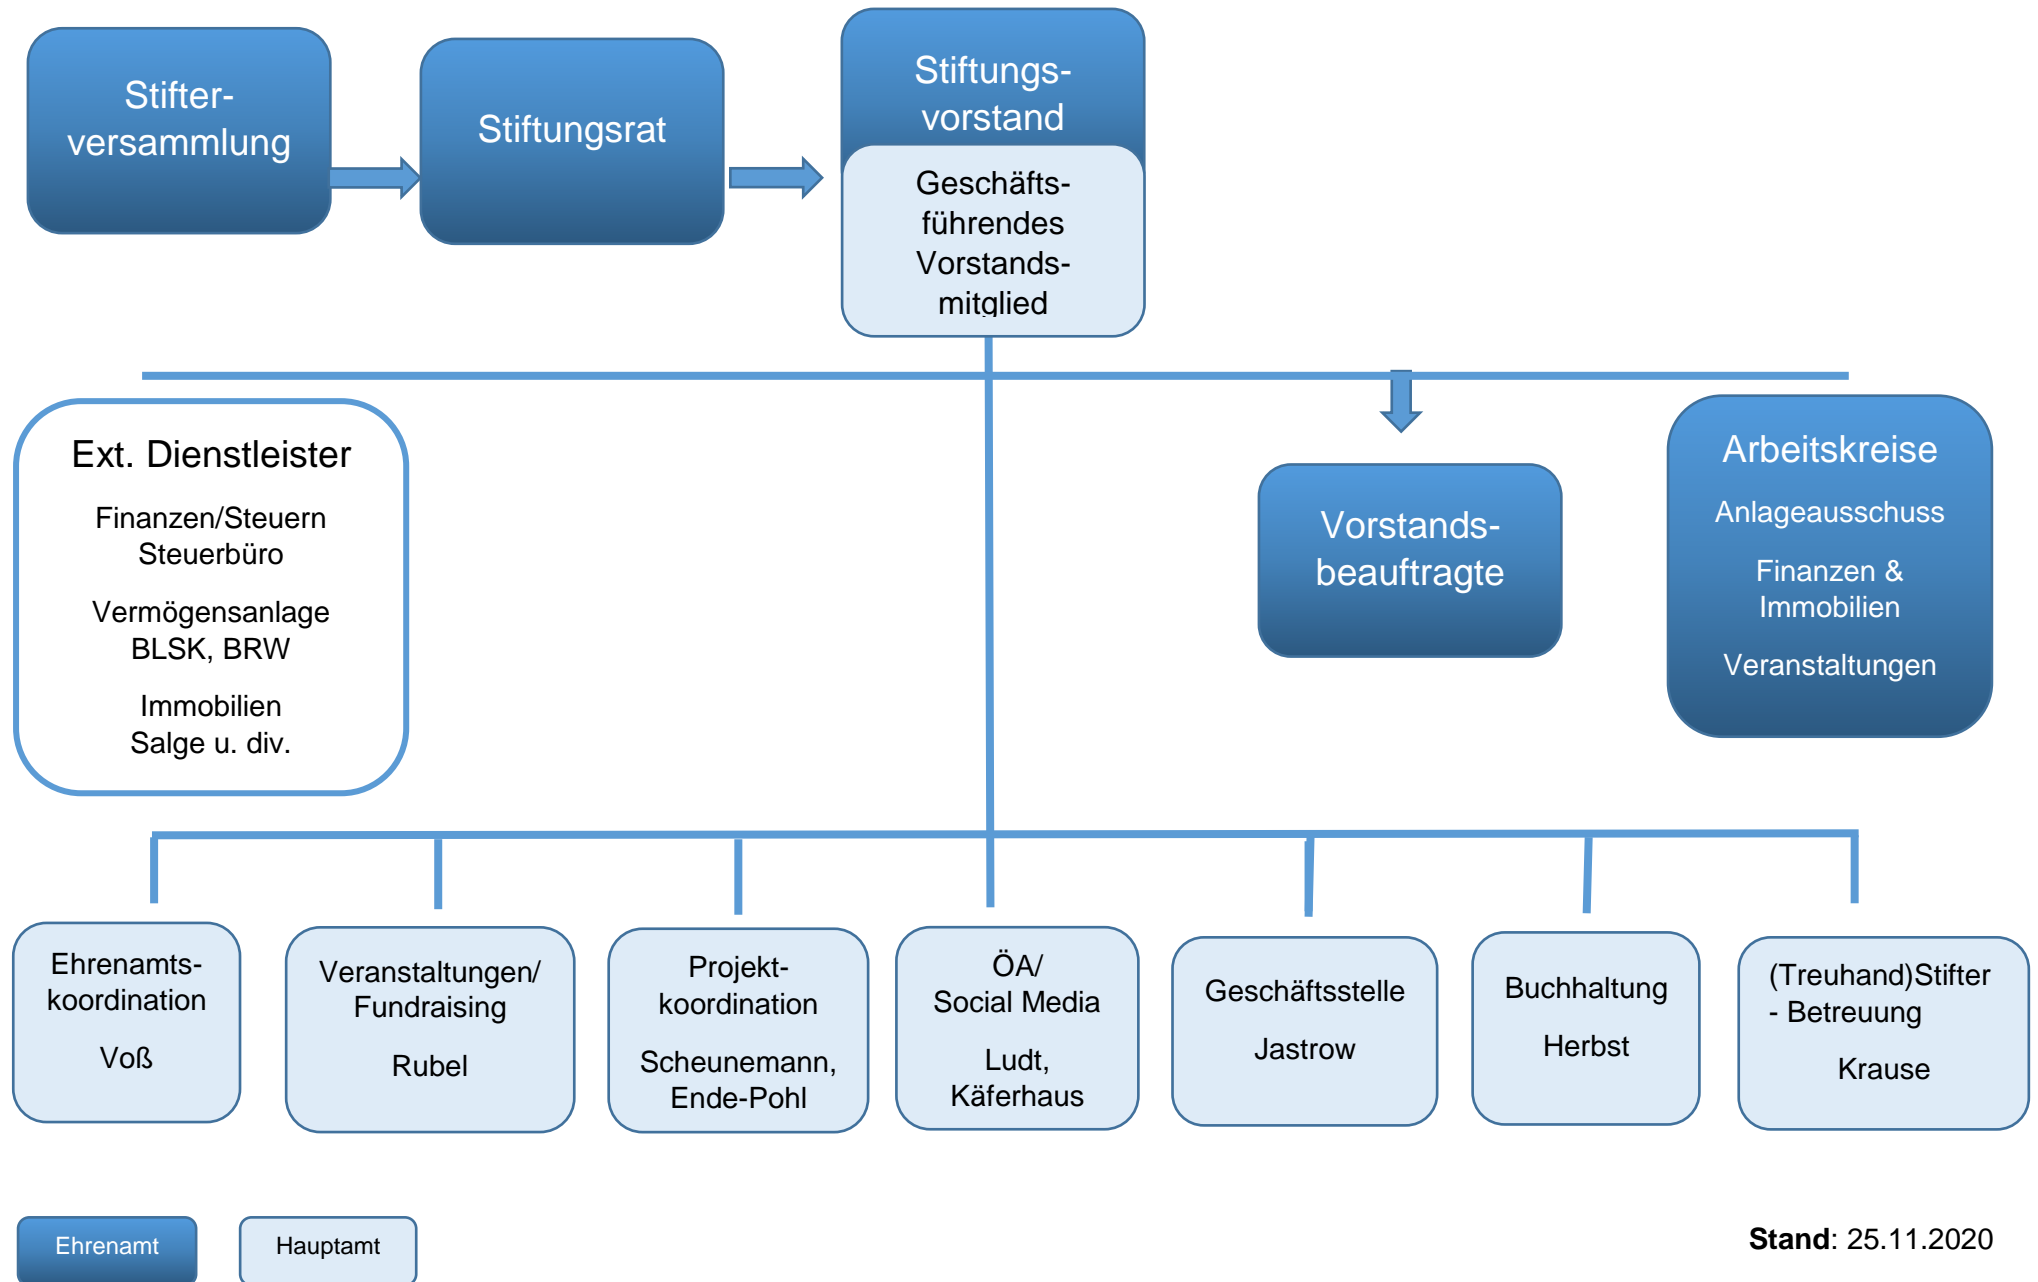 Stifter-
versammlung
Stiftungsrat
Stiftungs-
vorstand
Geschäfts-
führendes
Vorstands-
mitglied
Ext. Dienstleister
Finanzen/Steuern
Steuerbüro
Vermögensanlage
BLSK, BRW
Immobilien
Salge u. div.
Vorstands-
beauftragte
Arbeitskreise
Anlageausschuss
Finanzen &
Immobilien
Veranstaltungen
Ehrenamts-
koordination
Voß
Veranstaltungen/
Fundraising
Rubel
Projekt-
koordination
Scheunemann,
Ende-Pohl
ÖA/
Social Media
Ludt,
Käferhaus
Geschäftsstelle
Jastrow
Buchhaltung
Herbst
(Treuhand)Stifter
- Betreuung
Krause
Ehrenamt
Hauptamt
Stand: 25.11.2020